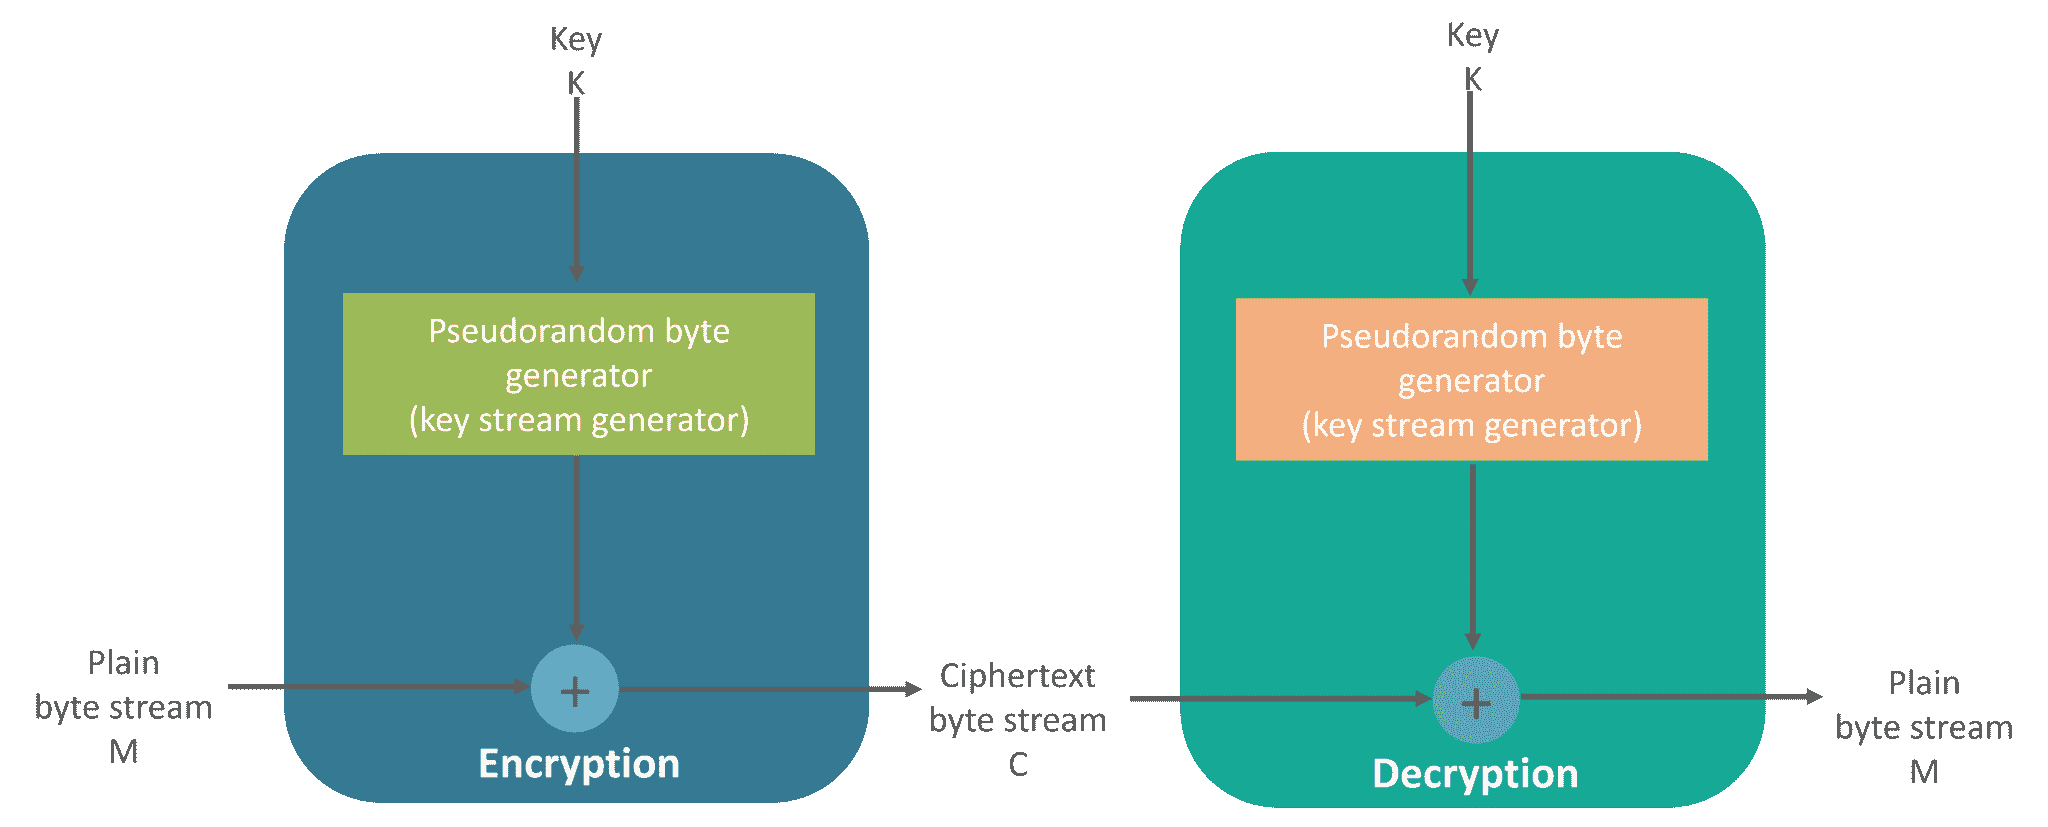 Key
K
Pseudorandom byte
generator
(key stream generator)
Plain
byte stream
M
+
Encryption
Ciphertext
byte stream
C
Key
K
Pseudorandom byte
generator
(key stream generator)
+
Decryption
Plain
byte stream
M